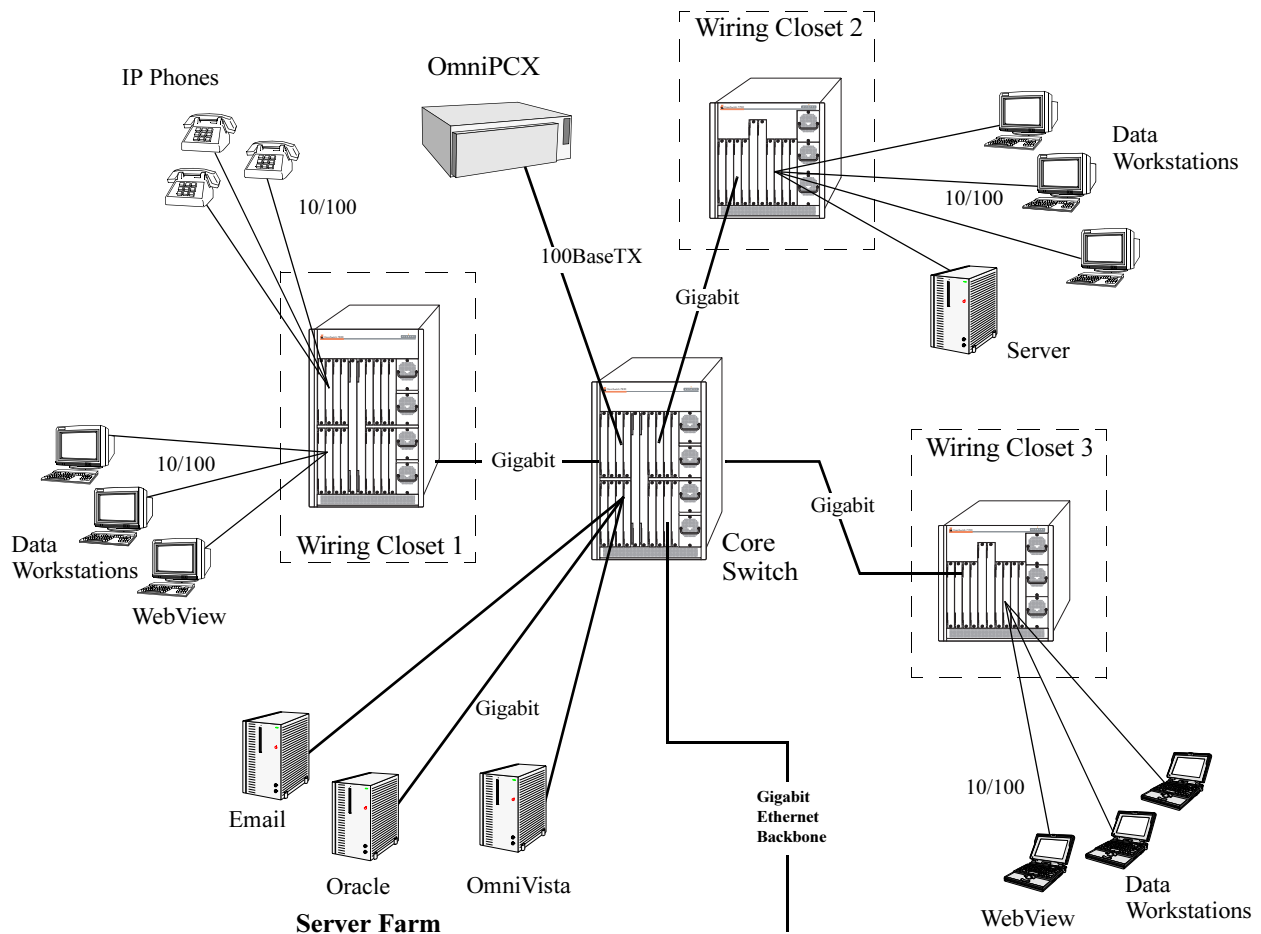 Wiring Closet 2
OmniPCX
IP Phones
Data
Workstations
10/100
10/100
100BaseTX
Gigabit
Server
Wiring Closet 3
10/100
Gigabit
Gigabit
Data
Workstations
Wiring Closet 1
Core
Switch
WebView
Gigabit
10/100
Gigabit
Ethernet
Backbone
Email
Oracle
OmniVista
Server Farm
WebView
Data
Workstations